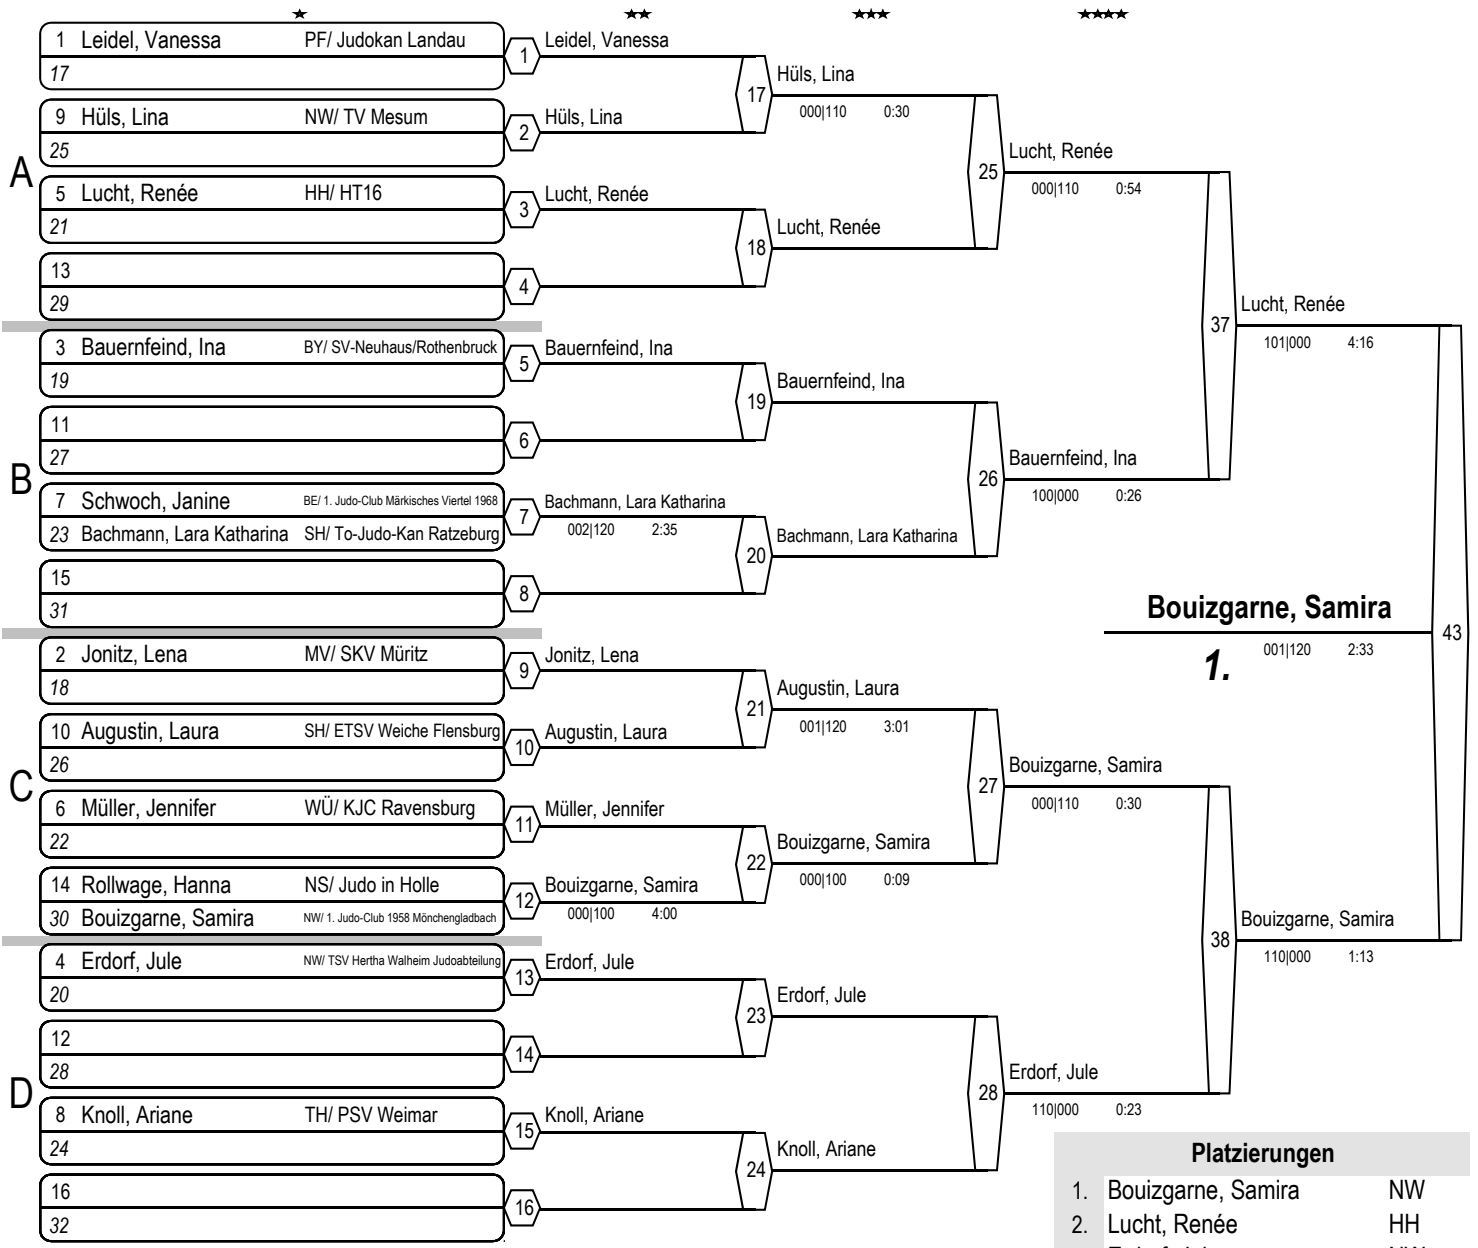 ★ ★★ ★★★ ★★★★
A
1 Leidel, Vanessa PF/ Judokan Landau
17
9 Hüls, Lina NW/ TV Mesum
25
5 Lucht, Renée HH/ HT16
21
13
29
B
3 Bauernfeind, Ina BY/ SV-Neuhaus/Rothenbruck
19
11
27
7 Schwoch, Janine BE/ 1. Judo-Club Märkisches Viertel 1968
23 Bachmann, Lara Katharina SH/ To-Judo-Kan Ratzeburg
15
31
C
2 Jonitz, Lena MV/ SKV Müritz
18
10 Augustin, Laura SH/ ETSV Weiche Flensburg
26
6 Müller, Jennifer WÜ/ KJC Ravensburg
22
14 Rollwage, Hanna NS/ Judo in Holle
30 Bouizgarne, Samira NW/ 1. Judo-Club 1958 Mönchengladbach
D
4 Erdorf, Jule NW/ TSV Hertha Walheim Judoabteilung
20
12
28
8 Knoll, Ariane TH/ PSV Weimar
24
16
32
1 Leidel, Vanessa
2 Hüls, Lina
3 Lucht, Renée
4
5 Bauernfeind, Ina
6
7 Bachmann, Lara Katharina
002|120 2:35
8
9 Jonitz, Lena
10 Augustin, Laura
11 Müller, Jennifer
12 Bouizgarne, Samira
000|100 4:00
13 Erdorf, Jule
14
15 Knoll, Ariane
16
17 Hüls, Lina
000|110 0:30
18 Lucht, Renée
19 Bauernfeind, Ina
20 Bachmann, Lara Katharina
21 Augustin, Laura
001|120 3:01
22 Bouizgarne, Samira
000|100 0:09
23 Erdorf, Jule
24 Knoll, Ariane
25 Lucht, Renée
000|110 0:54
26 Bauernfeind, Ina
100|000 0:26
27 Bouizgarne, Samira
000|110 0:30
28 Erdorf, Jule
110|000 0:23
37 Lucht, Renée
101|000 4:16
38 Bouizgarne, Samira
110|000 1:13
43
Bouizgarne, Samira
1. 001|120 2:33
Platzierungen
1. Bouizgarne, Samira NW
2. Lucht, Renée HH